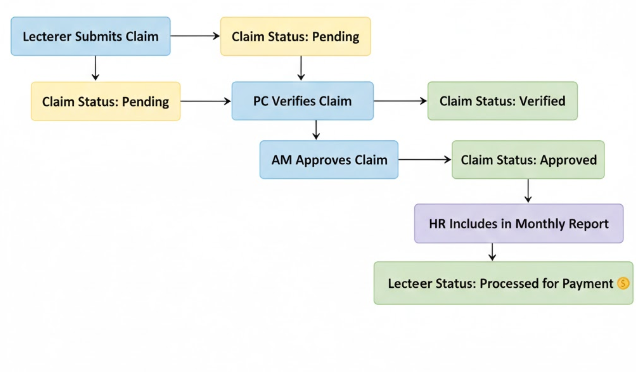 Lecterer Submits Claim
Claim Status: Pending
Claim Status: Pending
PC Verifies Claim
Claim Status: Verified
AM Approves Claim
Claim Status: Approved
HR Includes in Monthly Report
Lecteer Status: Processed for Payment